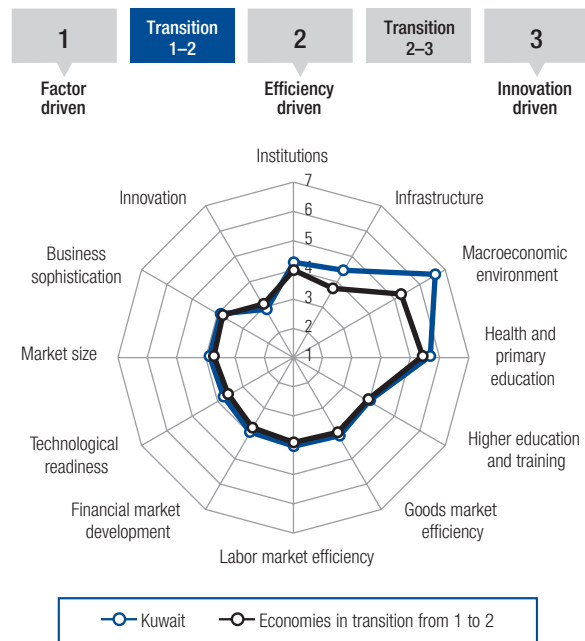 1
Transition
1–2
2
Transition
2–3
3
Factor
driven
Efficiency
driven
Innovation
driven
Institutions
Infrastructure
Macroeconomic
environment
Health and
primary
education
Higher education
and training
Goods market
efficiency
Labor market efficiency
Financial market
development
Technological
readiness
Market size
Business
sophistication
Innovation
7
6
5
4
3
2
1
Kuwait
Economies in transition from 1 to 2